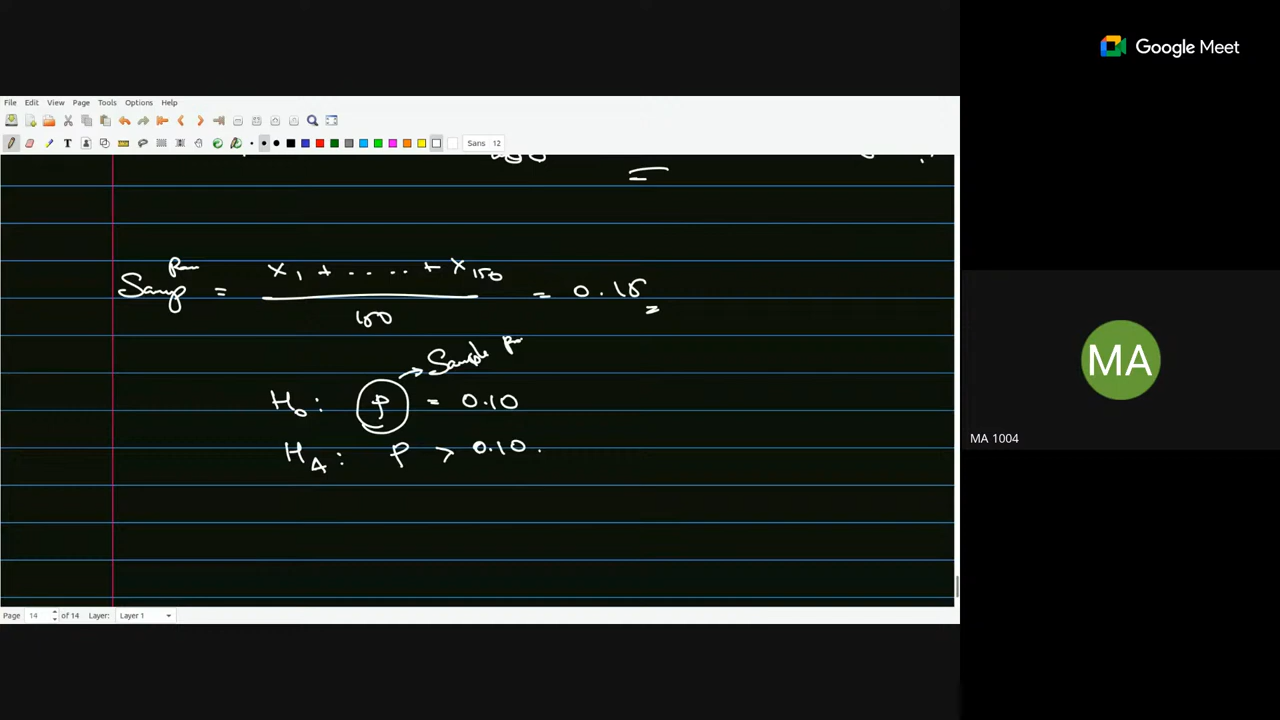 Google Meet
File Edit View Page Tools Options Help
Sans 12
Samp = X₁ + ..... + X₁₅₀ / 150 = 0.15
→ Sample
H₀ : p = 0.10
H_A : p > 0.10.
MA
MA 1004
Page 14 of 14 Layer: Layer 1